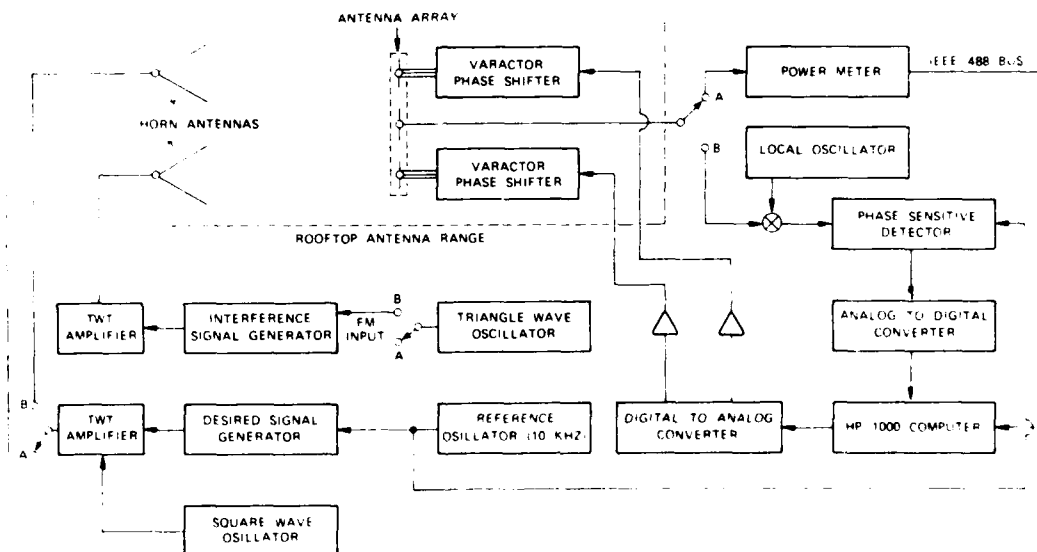 ANTENNA ARRAY
VARACTOR
PHASE SHIFTER
POWER METER
IEEE 488 BUS
A
HORN ANTENNAS
B
LOCAL OSCILLATOR
VARACTOR
PHASE SHIFTER
PHASE SENSITIVE
DETECTOR
ROOFTOP ANTENNA RANGE
TWT
AMPLIFIER
INTERFERENCE
SIGNAL GENERATOR
B
FM
INPUT
A
TRIANGLE WAVE
OSCILLATOR
ANALOG TO DIGITAL
CONVERTER
B
A
TWT
AMPLIFIER
DESIRED SIGNAL
GENERATOR
REFERENCE
OSILLATOR (10 KHZ)
DIGITAL TO ANALOG
CONVERTER
HP 1000 COMPUTER
SQUARE WAVE
OSILLATOR